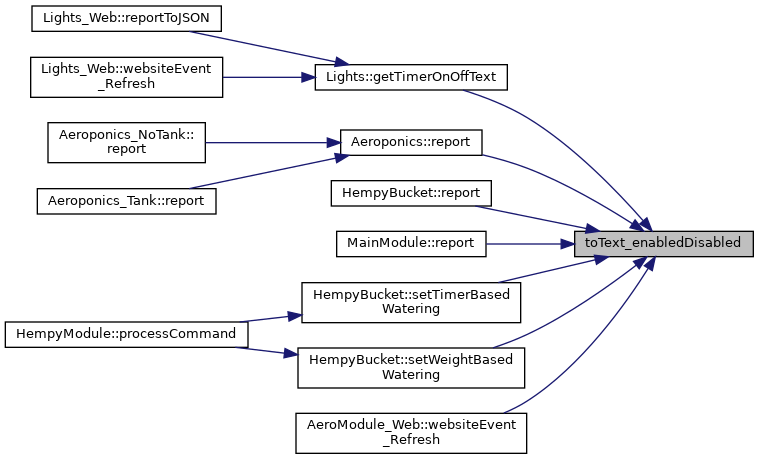 Lights_Web::reportToJSON
Lights_Web::websiteEvent
_Refresh
Lights::getTimerOnOffText
Aeroponics_NoTank::
report
Aeroponics::report
Aeroponics_Tank::report
HempyBucket::report
MainModule::report
toText_enabledDisabled
HempyBucket::setTimerBased
Watering
HempyModule::processCommand
HempyBucket::setWeightBased
Watering
AeroModule_Web::websiteEvent
_Refresh